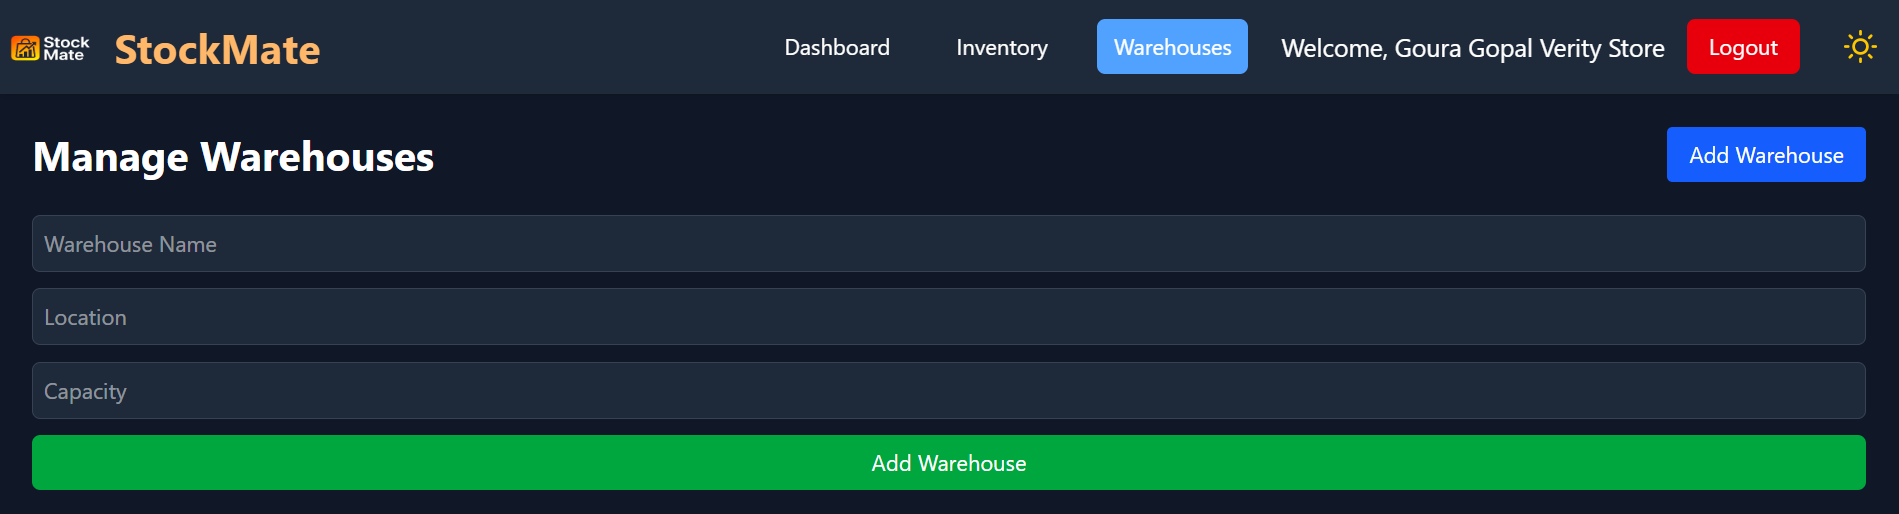 Stock
Mate
StockMate
Dashboard
Inventory
Warehouses
Welcome, Goura Gopal Verity Store
Logout
Manage Warehouses
Add Warehouse
Warehouse Name
Location
Capacity
Add Warehouse